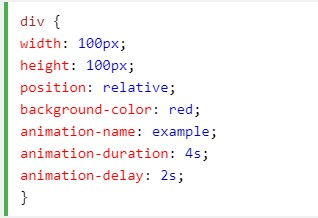 div {
width: 100px;
height: 100px;
position: relative;
background-color: red;
animation-name: example;
animation-duration: 4s;
animation-delay: 2s;
}